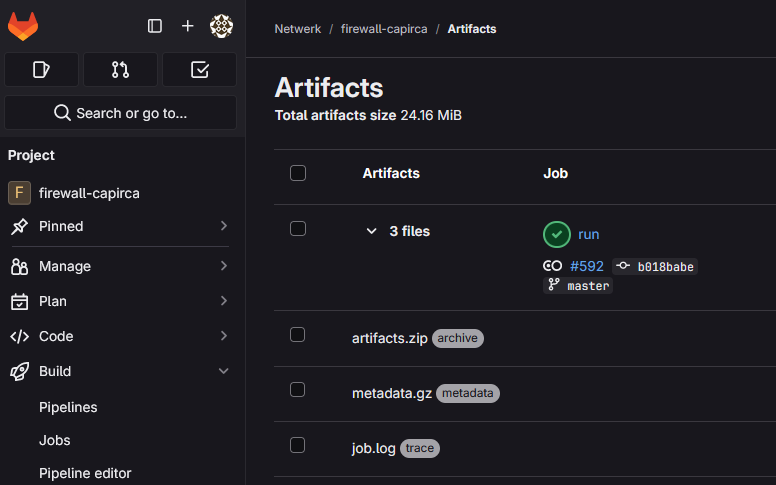 Search or go to...
Project
F firewall-capirca
Pinned
Manage
Plan
Code
Build
Pipelines
Jobs
Pipeline editor
Netwerk / firewall-capirca / Artifacts
Artifacts
Total artifacts size 24.16 MiB
Artifacts Job
3 files run
#592 b018babe
master
artifacts.zip archive
metadata.gz metadata
job.log trace